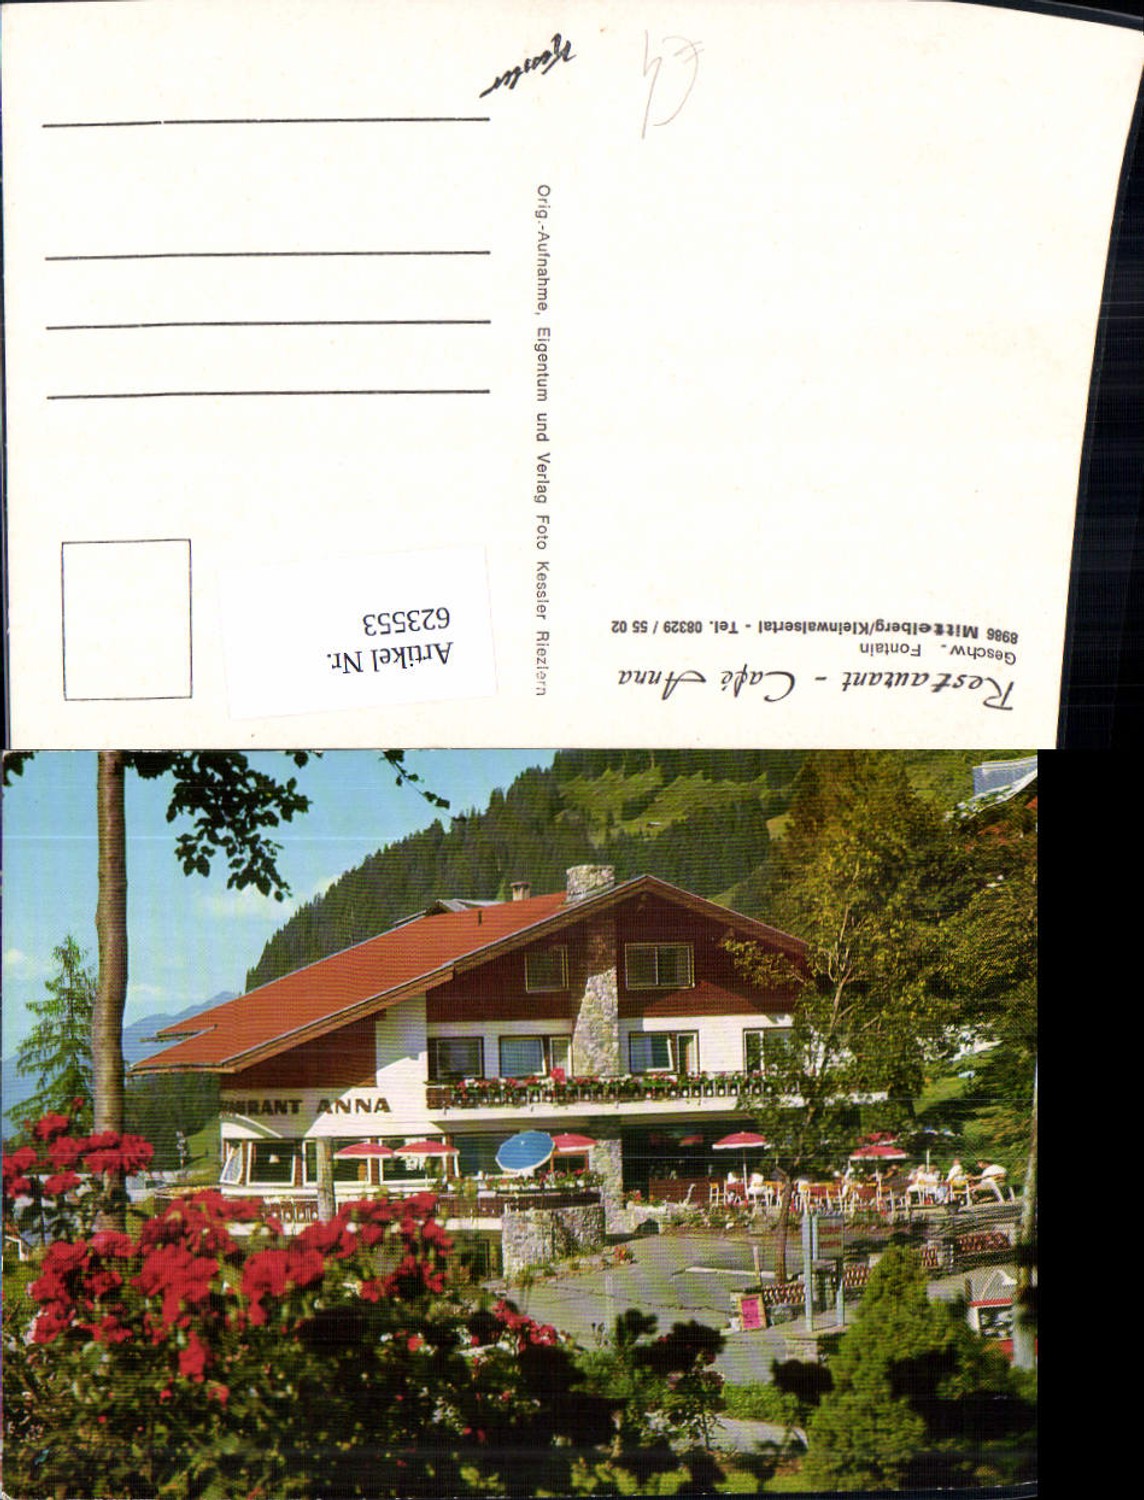 Restaurant - Café Anna
Geschw. Fontain
8986 Mittelberg/Kleinwalsertal - Tel. 08329 / 55 02
Orig.-Aufnahme, Eigentum und Verlag Foto Kessler Riezlern
Kessler
Artikel Nr.
623553
ANNA